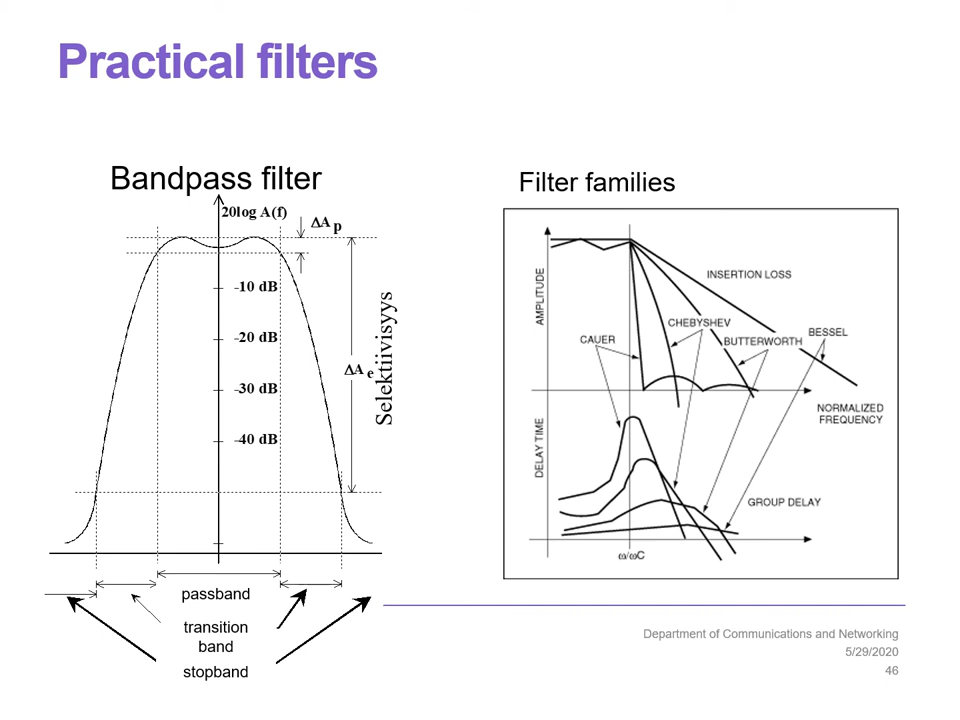 Practical filters
Bandpass filter
20log A(f)
ΔAp
-10 dB
-20 dB
-30 dB
-40 dB
ΔAe
Selektiivisyys
passband
transition
band
stopband
Filter families
AMPLITUDE
INSERTION LOSS
CAUER
CHEBYSHEV
BUTTERWORTH
BESSEL
NORMALIZED
FREQUENCY
DELAY TIME
GROUP DELAY
ω/ωC
Department of Communications and Networking
5/29/2020
46